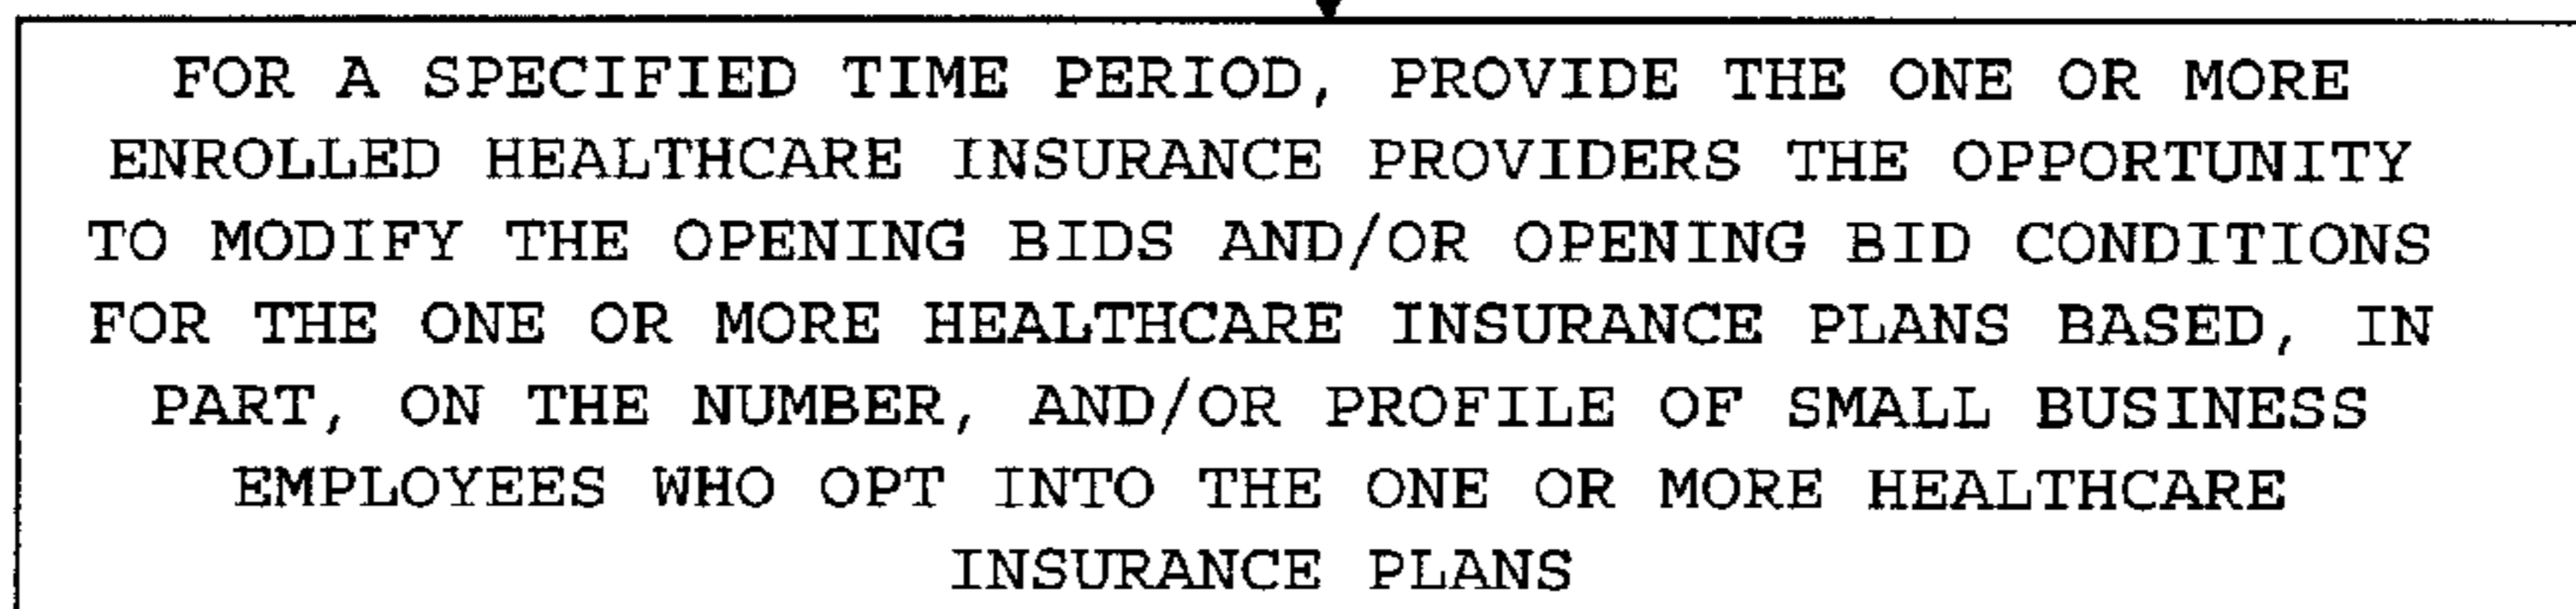 FOR A SPECIFIED TIME PERIOD, PROVIDE THE ONE OR MORE
ENROLLED HEALTHCARE INSURANCE PROVIDERS THE OPPORTUNITY
TO MODIFY THE OPENING BIDS AND/OR OPENING BID CONDITIONS
FOR THE ONE OR MORE HEALTHCARE INSURANCE PLANS BASED, IN
PART, ON THE NUMBER, AND/OR PROFILE OF SMALL BUSINESS
EMPLOYEES WHO OPT INTO THE ONE OR MORE HEALTHCARE
INSURANCE PLANS